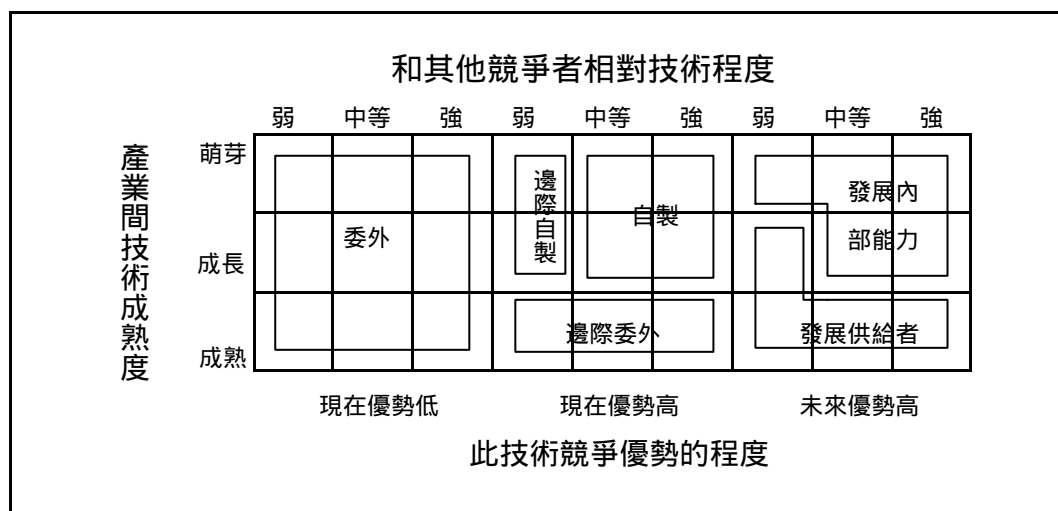 和其他競爭者相對技術程度
弱 中等 強 弱 中等 強 弱 中等 強
產業間技術成熟度
萌芽
成長
成熟
委外
邊際自製
自製
邊際委外
發展內
部能力
發展供給者
現在優勢低 現在優勢高 未來優勢高
此技術競爭優勢的程度